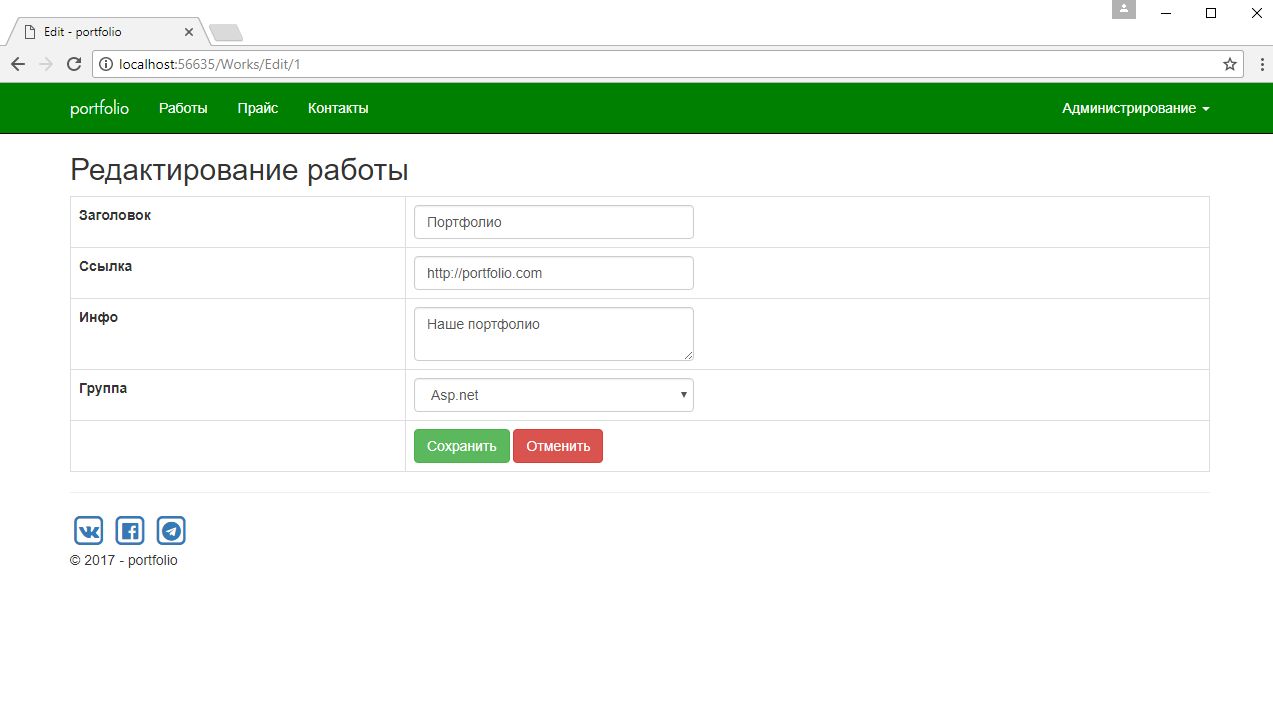 Edit - portfolio
localhost:56635/Works/Edit/1
portfolio Работы Прайс Контакты Администрирование
Редактирование работы
Заголовок Портфолио
Ссылка http://portfolio.com
Инфо Наше портфолио
Группа Asp.net
Сохранить Отменить
© 2017 - portfolio